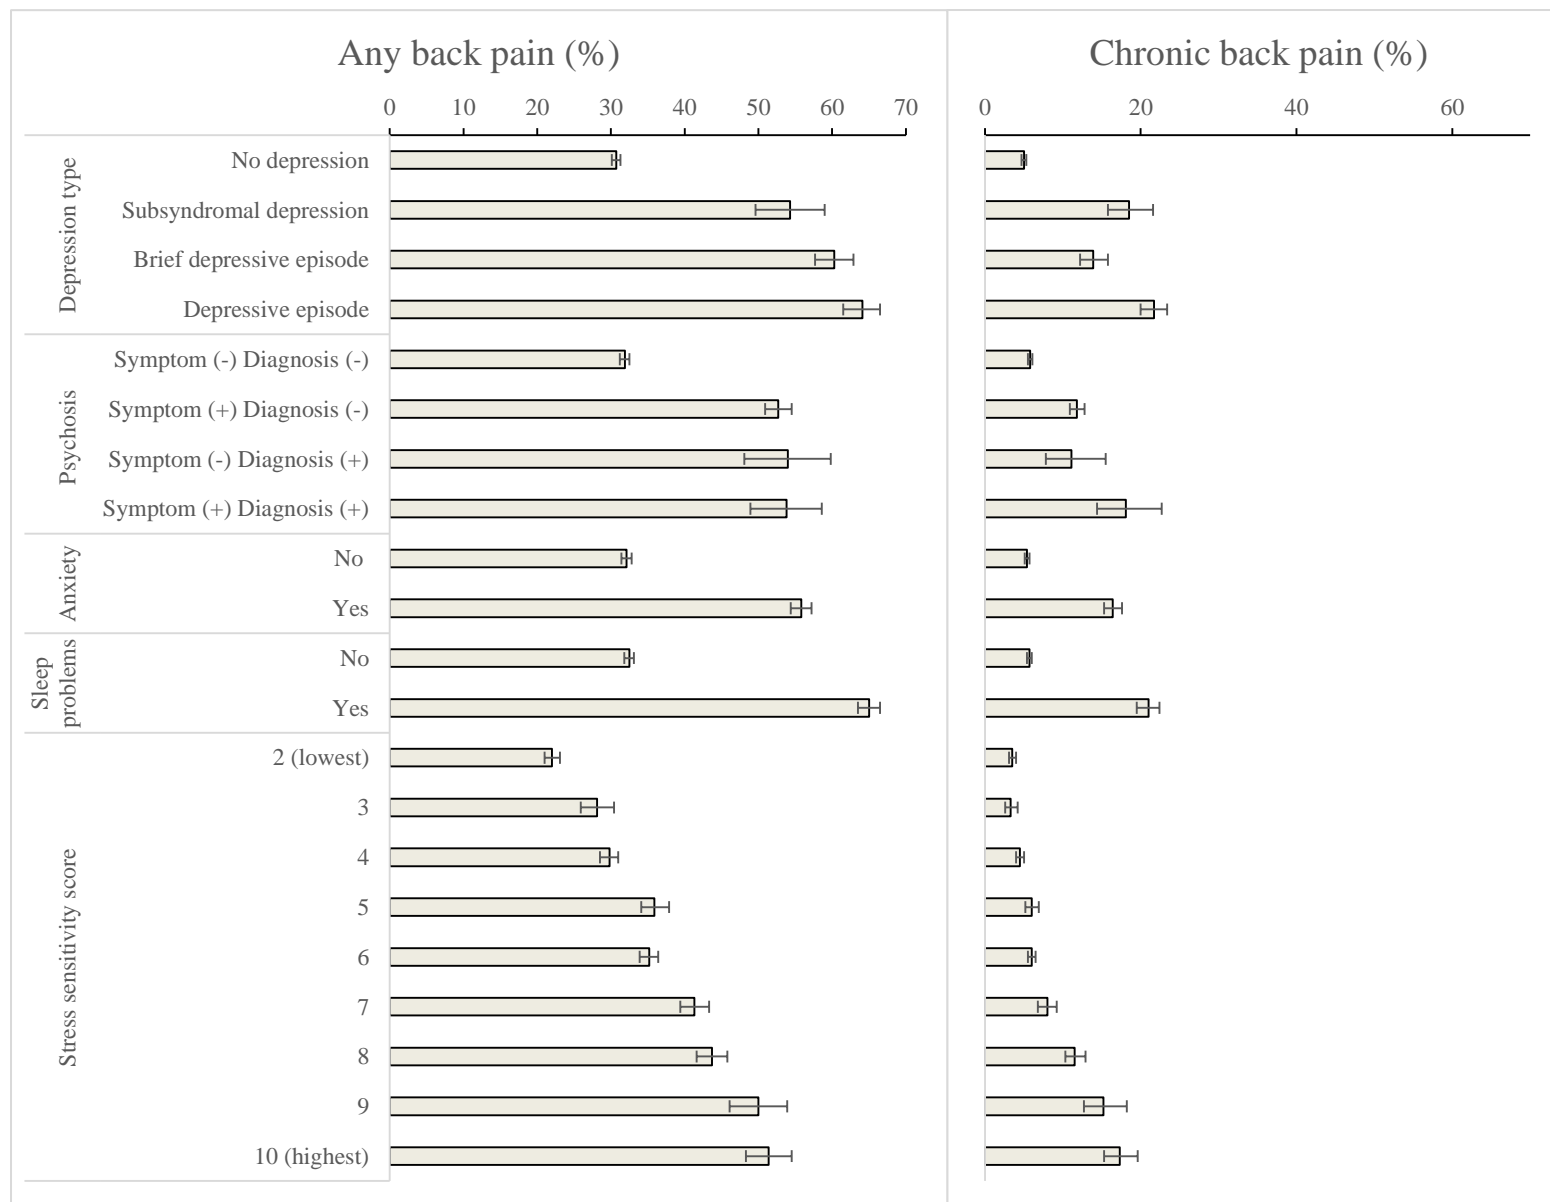 Any back pain (%)
Chronic back pain (%)
0 10 20 30 40 50 60 70
0 20 40 60
Depression type
No depression
Subsyndromal depression
Brief depressive episode
Depressive episode
Psychosis
Symptom (-) Diagnosis (-)
Symptom (+) Diagnosis (-)
Symptom (-) Diagnosis (+)
Symptom (+) Diagnosis (+)
Anxiety
No
Yes
Sleep
problems
No
Yes
Stress sensitivity score
2 (lowest)
3
4
5
6
7
8
9
10 (highest)